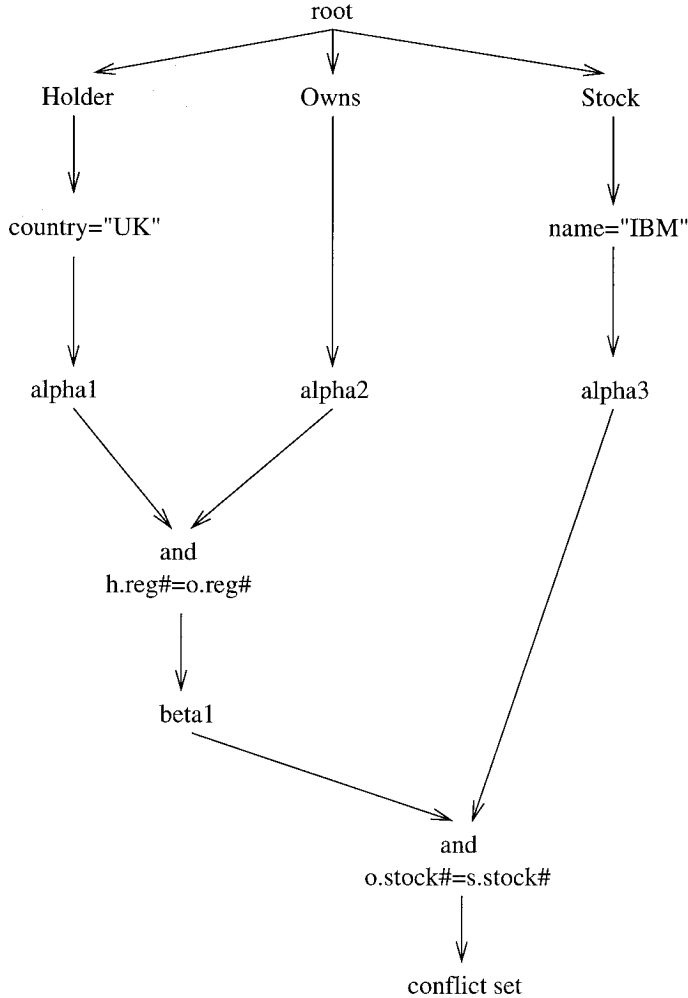 root
Holder
Owns
Stock
country="UK"
name="IBM"
alpha1
alpha2
alpha3
and
h.reg#=o.reg#
beta1
and
o.stock#=s.stock#
conflict set